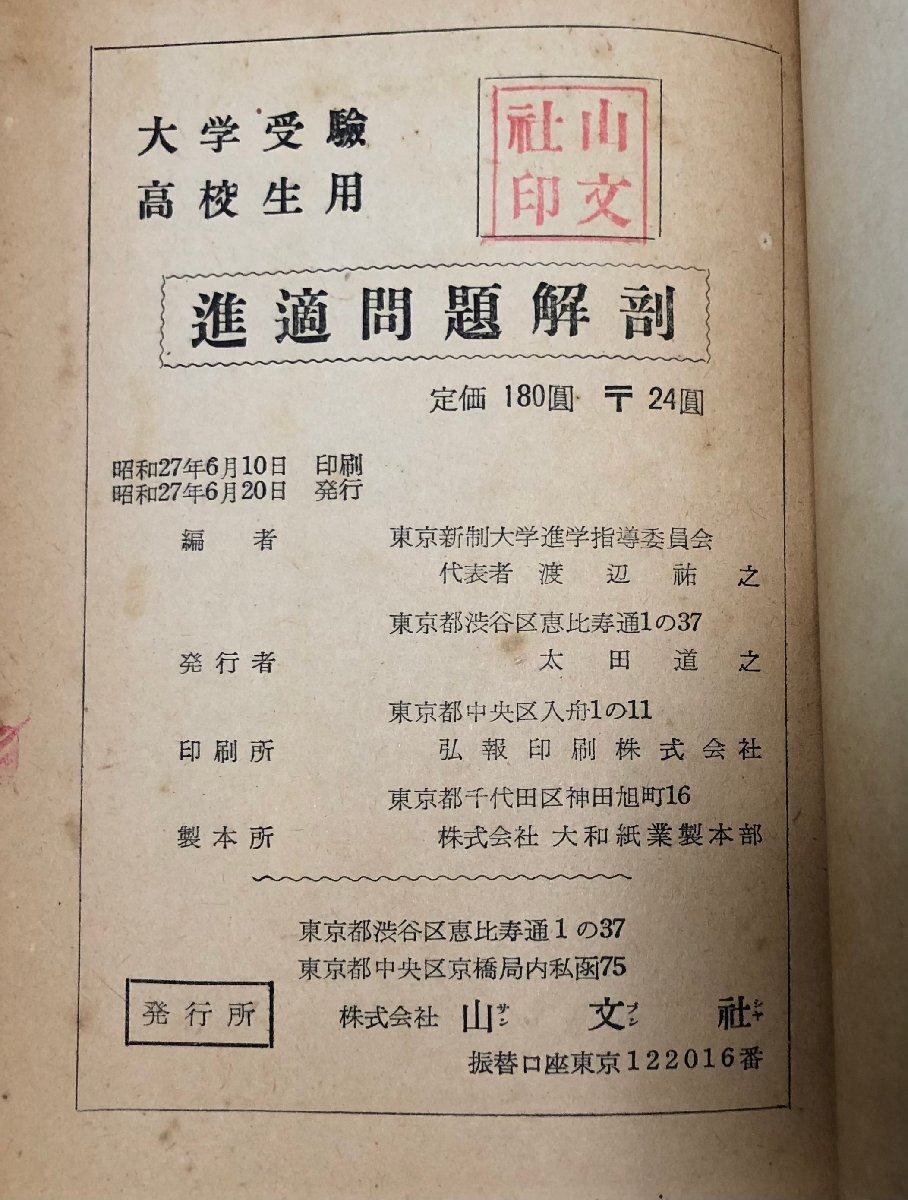 大学受驗
高校生用
山文
社印
進適問題解剖
定価 180圓 〒 24圓
昭和27年6月10日 印刷
昭和27年6月20日 発行
編者 東京新制大学進学指導委員会
代表者 渡辺祐之
東京都渋谷区恵比寿通1の37
発行者 太田道之
東京都中央区入舟1の11
印刷所 弘報印刷株式会社
東京都千代田区神田旭町16
製本所 株式会社 大和紙業製本部
東京都渋谷区恵比寿通1の37
東京都中央区京橋局内私函75
発行所 株式会社 山サン文ブン社シヤ
振替口座東京122016番